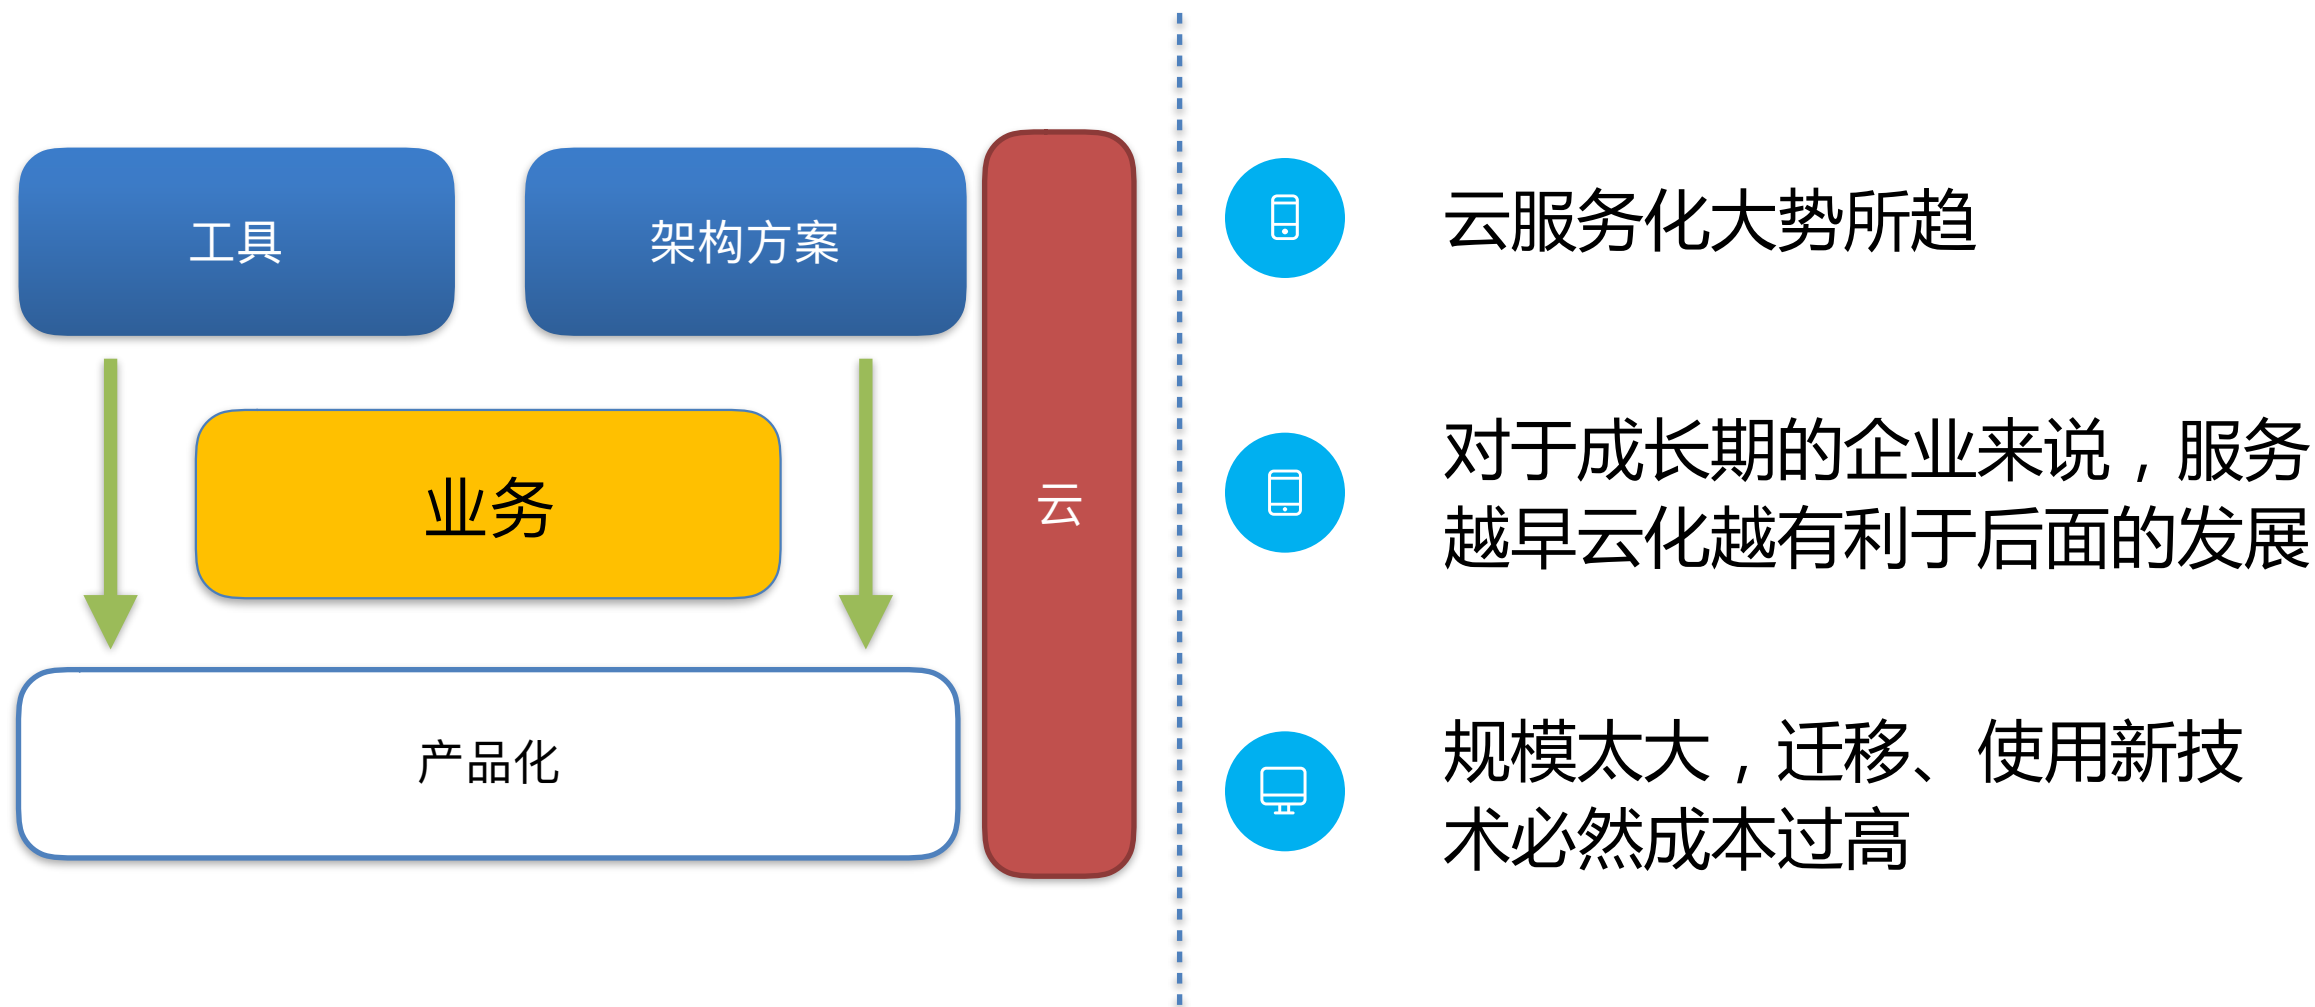 工具
架构方案
业务
产品化
云
云服务化大势所趋
对于成长期的企业来说，服务
越早云化越有利于后面的发展
规模太大，迁移、使用新技
术必然成本过高